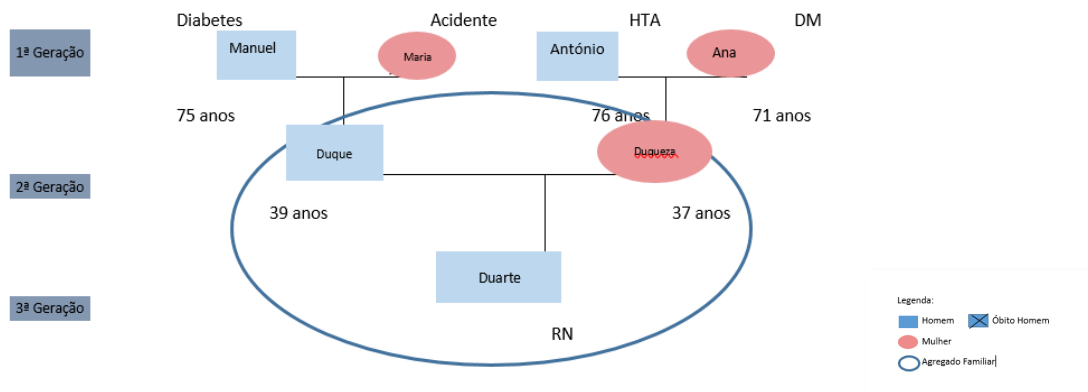 Diabetes
Acidente
HTA
DM
1ª Geração
Manuel
Maria
António
Ana
75 anos
76 anos
71 anos
Duque
Duqueza
2ª Geração
39 anos
37 anos
Duarte
3ª Geração
RN
Legenda:
Homem
Óbito Homem
Mulher
Agregado Familiar